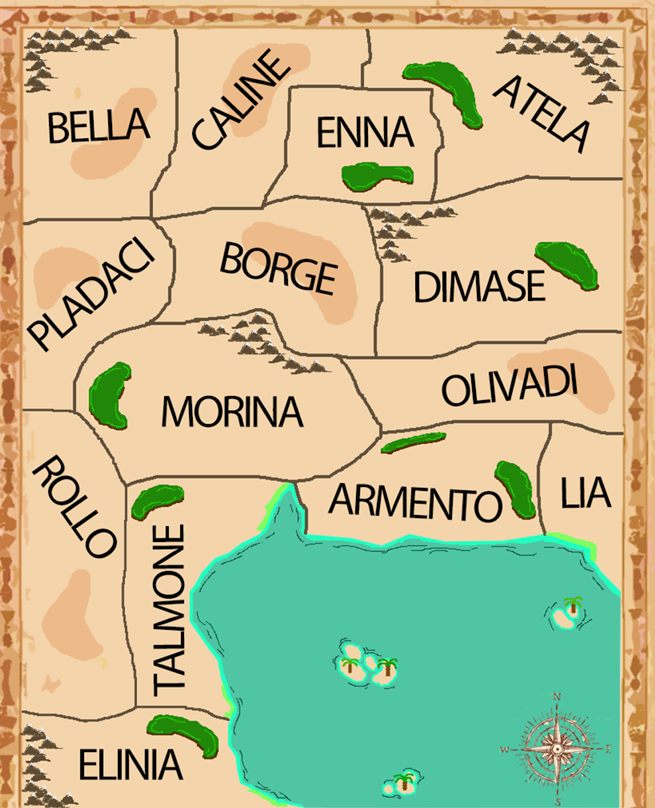 BELLA
CALINE
ENNA
ATELA
PLADACI
BORGE
DIMASE
MORINA
OLIVADI
ROLLO
TALMONE
ARMENTO
LIA
ELINIA
N
W
E
S